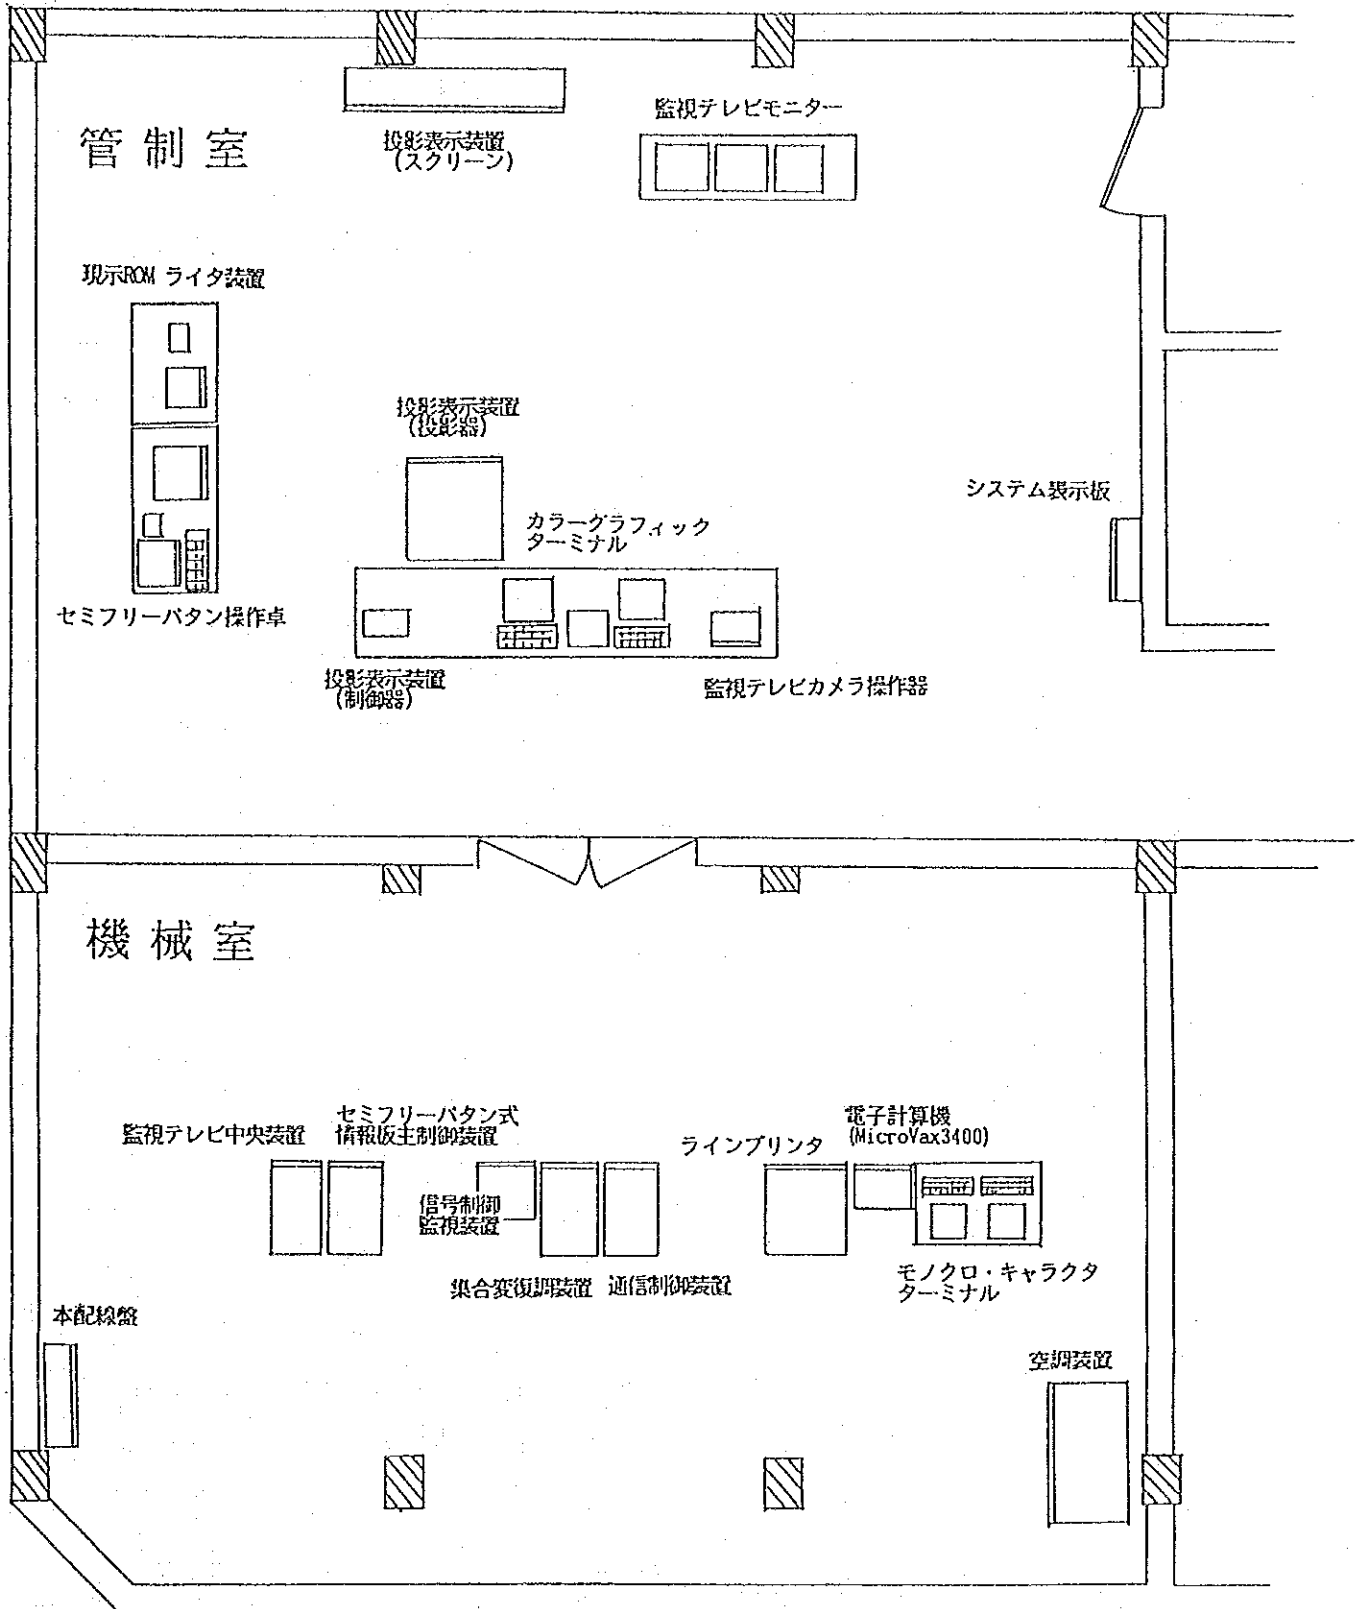 管制室
投影表示装置
(スクリーン)
監視テレビモニター
現示ROM ライタ装置
投影表示装置
(投影器)
カラーグラフィック
ターミナル
システム表示板
セミフリーパタン操作卓
投影表示装置
(制御器)
監視テレビカメラ操作器
機械室
監視テレビ中央装置
セミフリーパタン式
情報板主制御装置
信号制御
監視装置
ラインプリンタ
電子計算機
(MicroVax3400)
集合変復調装置
通信制御装置
モノクロ・キャラクタ
ターミナル
本配線盤
空調装置